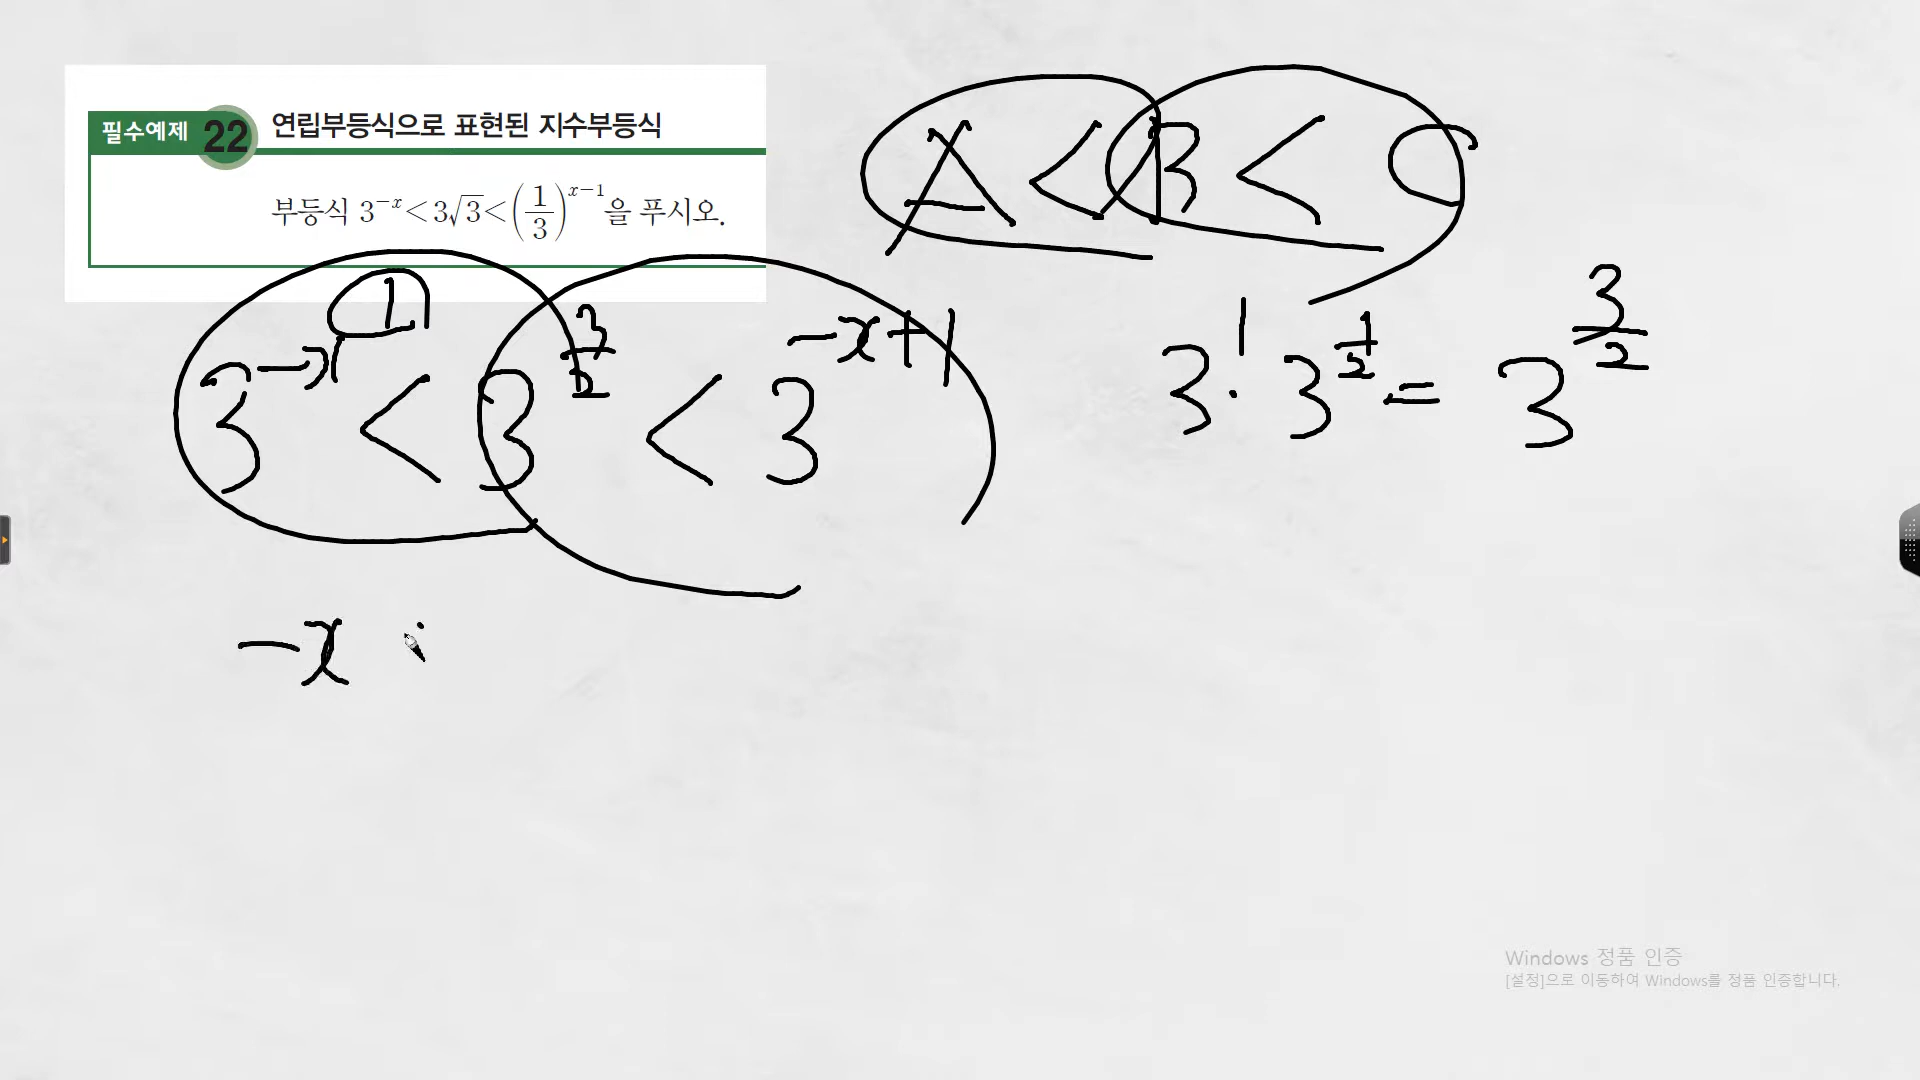 필수예제 22 연립부등식으로 표현된 지수부등식
부등식 3^{-x}<3√3<(1/3)^{x-1}을 푸시오.
A < B < C
①
3^{-x} < 3^{3/2} < 3^{-x+1}
3^1 · 3^{1/2} = 3^{3/2}
-x
Windows 정품 인증
[설정]으로 이동하여 Windows를 정품 인증합니다.